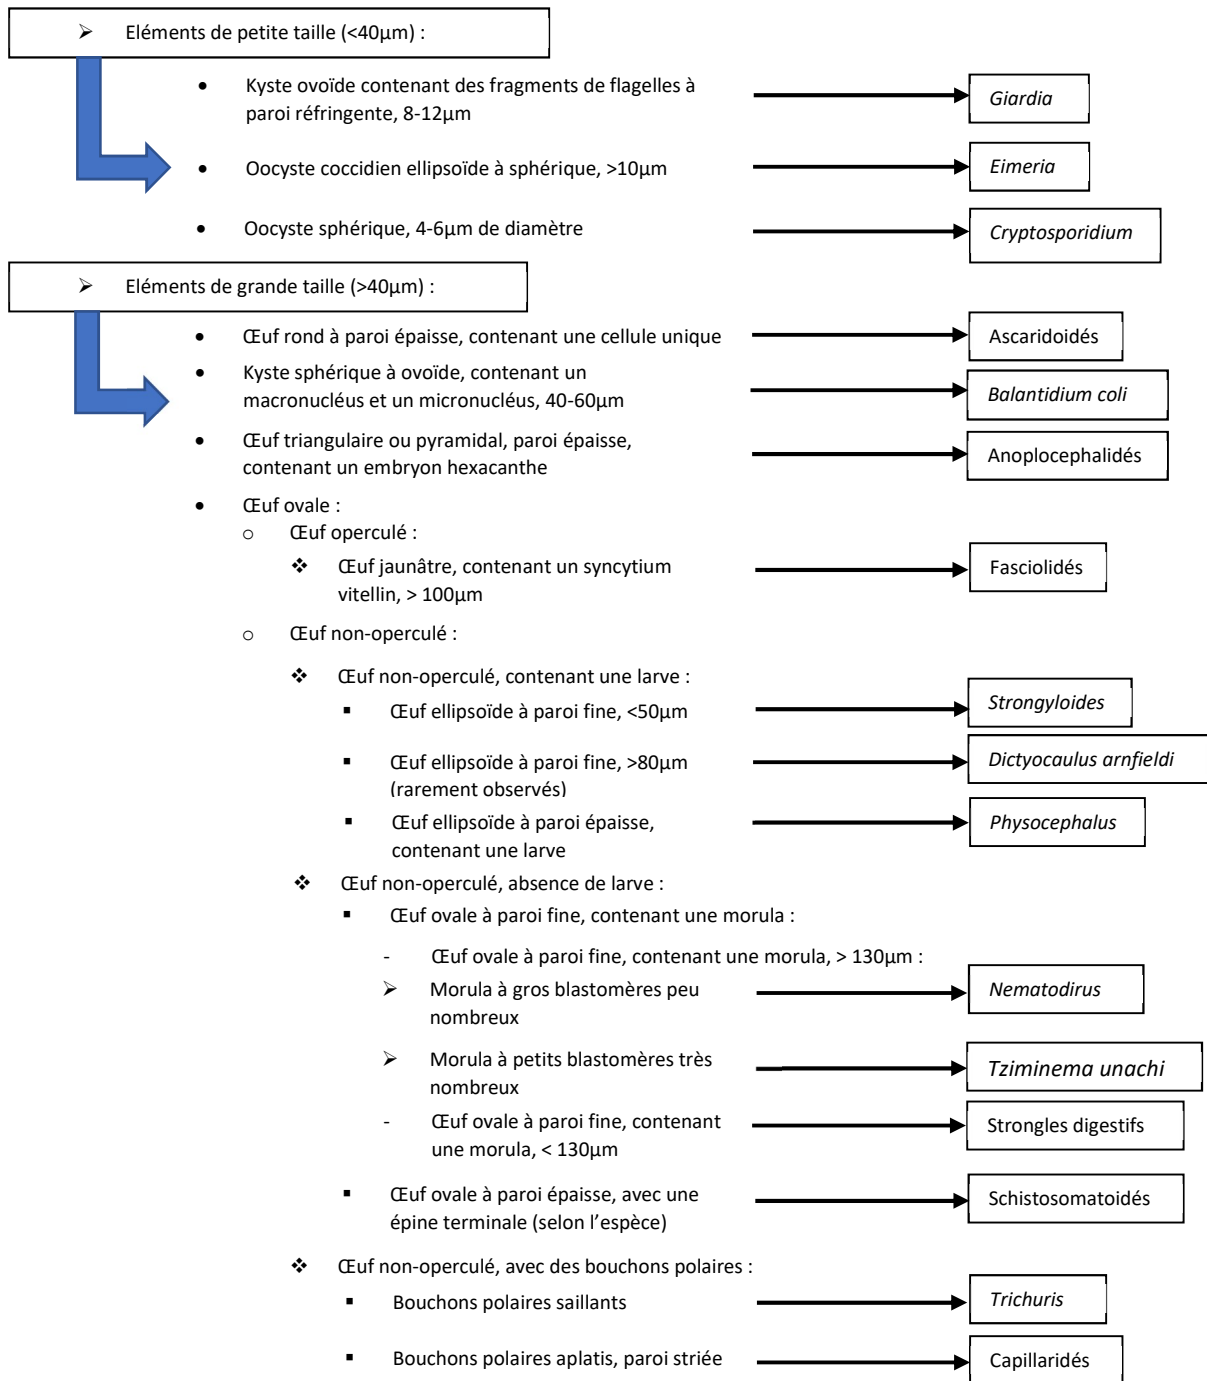 ➢ Eléments de petite taille (<40µm) :
• Kyste ovoïde contenant des fragments de flagelles à
paroi réfringente, 8-12µm
Giardia
• Oocyste coccidien ellipsoïde à sphérique, >10µm
Eimeria
• Oocyste sphérique, 4-6µm de diamètre
Cryptosporidium
➢ Eléments de grande taille (>40µm) :
• Œuf rond à paroi épaisse, contenant une cellule unique
Ascaridoidés
• Kyste sphérique à ovoïde, contenant un
macronucléus et un micronucléus, 40-60µm
Balantidium coli
• Œuf triangulaire ou pyramidal, paroi épaisse,
contenant un embryon hexacanthe
Anoplocephalidés
• Œuf ovale :
o Œuf operculé :
❖ Œuf jaunâtre, contenant un syncytium
vitellin, > 100µm
Fasciolidés
o Œuf non-operculé :
❖ Œuf non-operculé, contenant une larve :
▪ Œuf ellipsoïde à paroi fine, <50µm
Strongyloides
▪ Œuf ellipsoïde à paroi fine, >80µm
(rarement observés)
Dictyocaulus arnfieldi
▪ Œuf ellipsoïde à paroi épaisse,
contenant une larve
Physocephalus
❖ Œuf non-operculé, absence de larve :
▪ Œuf ovale à paroi fine, contenant une morula :
- Œuf ovale à paroi fine, contenant une morula, > 130µm :
➢ Morula à gros blastomères peu
nombreux
Nematodirus
➢ Morula à petits blastomères très
nombreux
Tziminema unachi
- Œuf ovale à paroi fine, contenant
une morula, < 130µm
Strongles digestifs
▪ Œuf ovale à paroi épaisse, avec une
épine terminale (selon l’espèce)
Schistosomatoidés
❖ Œuf non-operculé, avec des bouchons polaires :
▪ Bouchons polaires saillants
Trichuris
▪ Bouchons polaires aplatis, paroi striée
Capillaridés